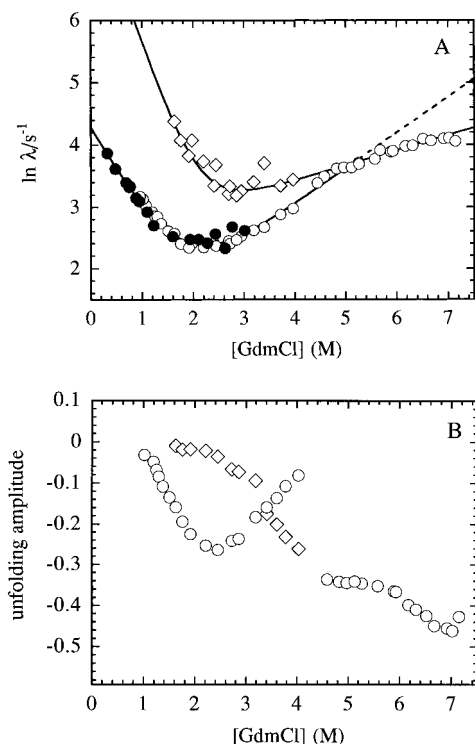 6
5
4
3
2
A
ln λ/s⁻¹
0 1 2 3 4 5 6 7
[GdmCl] (M)
0.1
0
-0.1
-0.2
-0.3
-0.4
-0.5
B
unfolding amplitude
0 1 2 3 4 5 6 7
[GdmCl] (M)